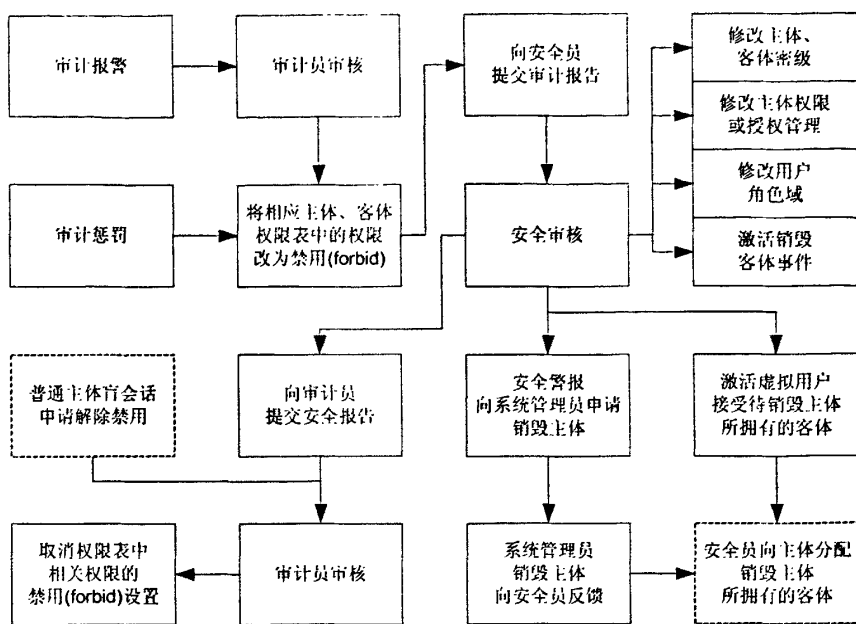 审计报警
审计员审核
向安全员
提交审计报告
修改主体、
客体密级
修改主体权限
或授权管理
修改用户
角色域
激活销毁
客体事件
审计惩罚
将相应主体、客体
权限表中的权限
改为禁用(forbid)
安全审核
普通主体盲会话
申请解除禁用
向审计员
提交安全报告
安全警报
向系统管理员申请
销毁主体
激活虚拟用户
接受待销毁主体
所拥有的客体
取消权限表中
相关权限的
禁用(forbid)设置
审计员审核
系统管理员
销毁主体
向安全员反馈
安全员向主体分配
销毁主体
所拥有的客体